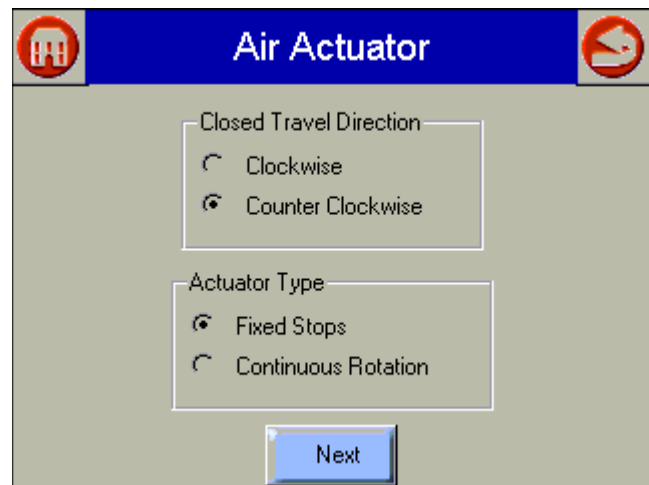 Air Actuator
Closed Travel Direction
Clockwise
Counter Clockwise
Actuator Type
Fixed Stops
Continuous Rotation
Next